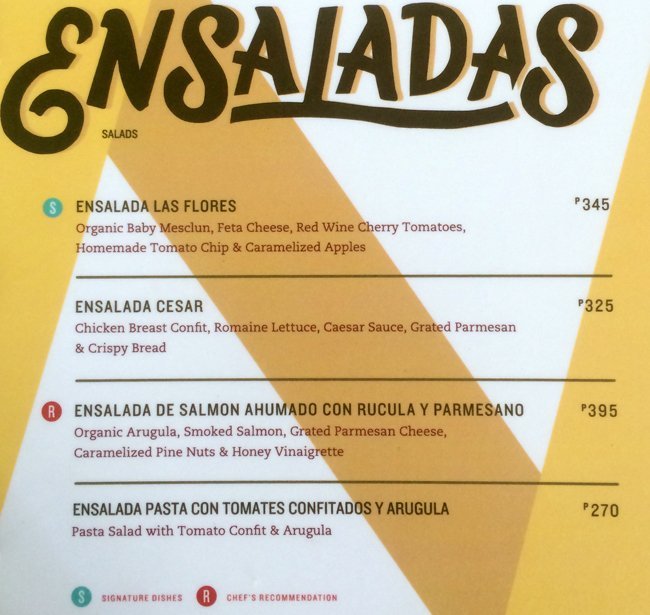 ENSALADAS
SALADS
S ENSALADA LAS FLORES ₱345
Organic Baby Mesclun, Feta Cheese, Red Wine Cherry Tomatoes,
Homemade Tomato Chip & Caramelized Apples
ENSALADA CESAR ₱325
Chicken Breast Confit, Romaine Lettuce, Caesar Sauce, Grated Parmesan
& Crispy Bread
R ENSALADA DE SALMON AHUMADO CON RUCULA Y PARMESANO ₱395
Organic Arugula, Smoked Salmon, Grated Parmesan Cheese,
Caramelized Pine Nuts & Honey Vinaigrette
ENSALADA PASTA CON TOMATES CONFITADOS Y ARUGULA ₱270
Pasta Salad with Tomato Confit & Arugula
S SIGNATURE DISHES R CHEF'S RECOMMENDATION